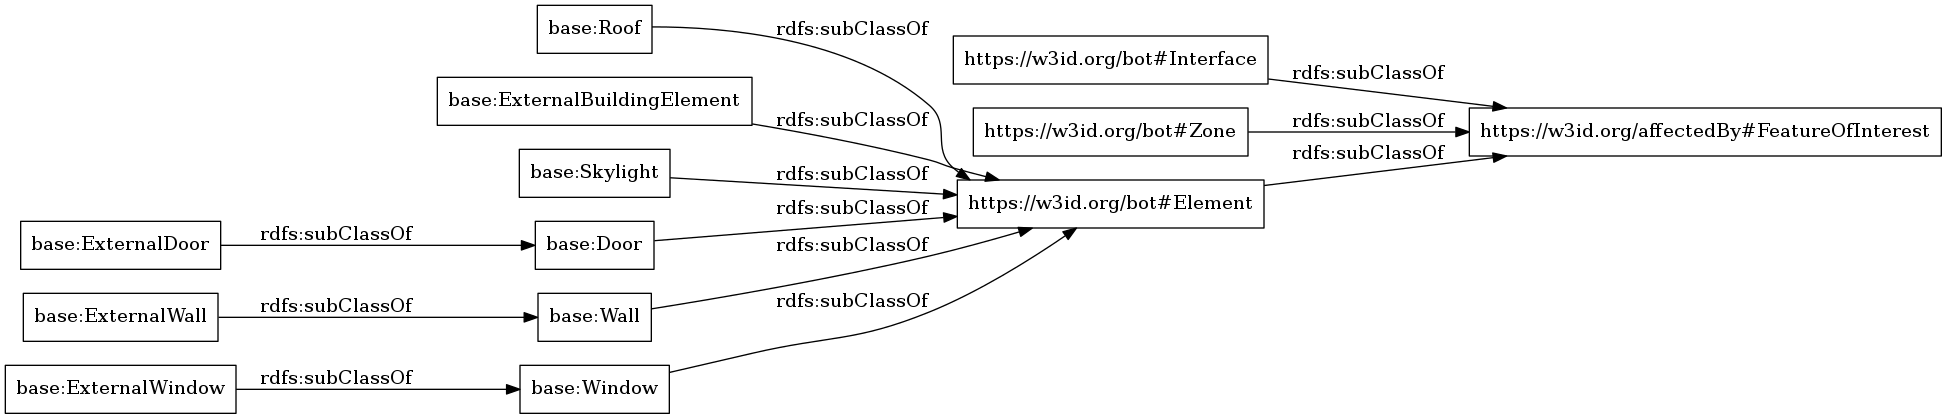 base:Roof
rdfs:subClassOf
https://w3id.org/bot#Interface
rdfs:subClassOf
base:ExternalBuildingElement
rdfs:subClassOf
https://w3id.org/bot#Zone
rdfs:subClassOf
https://w3id.org/affectedBy#FeatureOfInterest
rdfs:subClassOf
base:Skylight
rdfs:subClassOf
https://w3id.org/bot#Element
rdfs:subClassOf
base:ExternalDoor
rdfs:subClassOf
base:Door
rdfs:subClassOf
base:ExternalWall
rdfs:subClassOf
base:Wall
rdfs:subClassOf
base:ExternalWindow
rdfs:subClassOf
base:Window